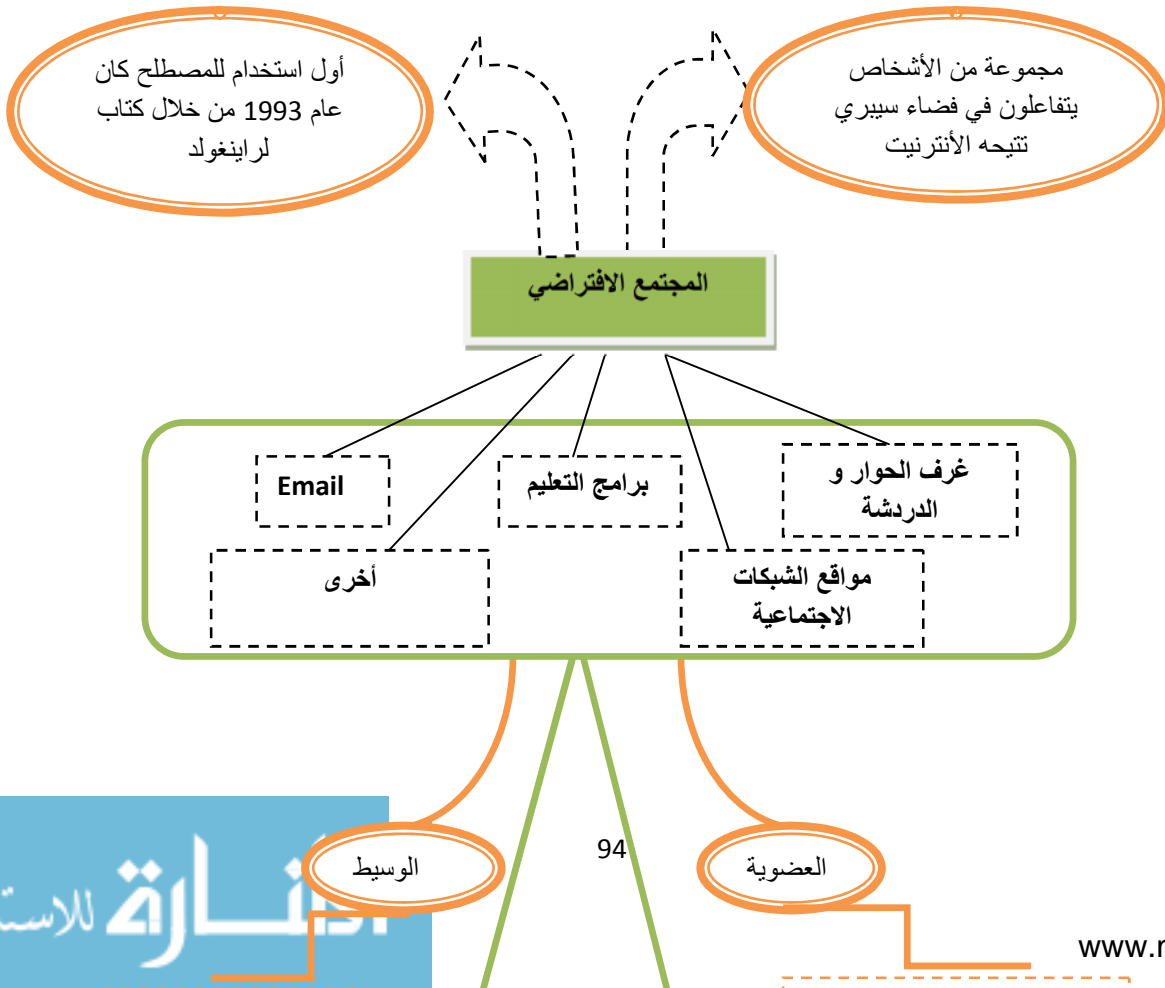 مجموعة من الأشخاص
يتفاعلون في فضاء سيبري
تتيحه الأنترنيت
أول استخدام للمصطلح كان
عام 1993 من خلال كتاب
لراينغولد
المجتمع الافتراضي
غرف الحوار و
الدردشة
برامج التعليم
Email
مواقع الشبكات
الاجتماعية
أخرى
العضوية
94
الوسيط